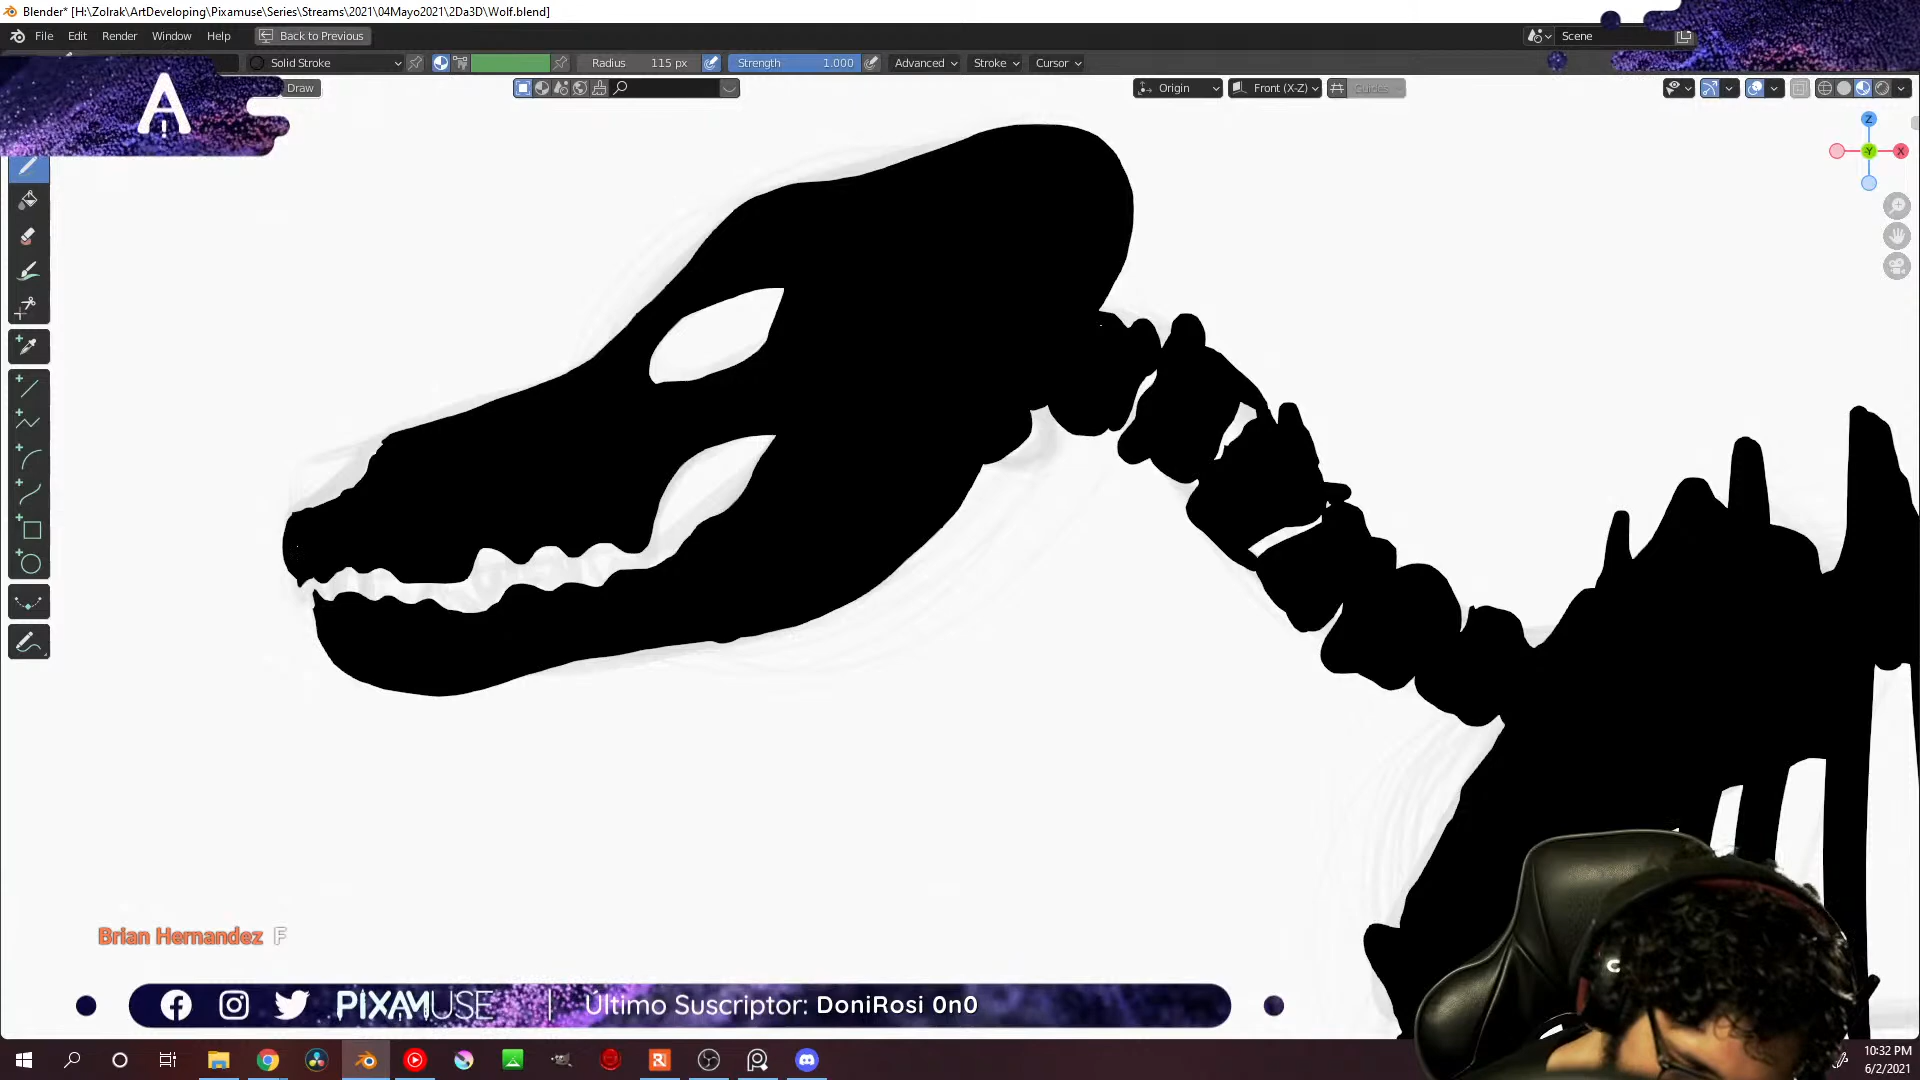 Blender* [H:\Zolrak\ArtDeveloping\Pixamuse\Series\Streams\2021\04Mayo2021\2Da3D\Wolf.blend]
File Edit Render Window Help Back to Previous Scene
Solid Stroke Radius 115 px Strength 1.000 Advanced Stroke Cursor
Draw Origin Front (X-Z) Guides
A
Z
Y X
Brian Hernandez F
PIXAMUSE Último Suscriptor: DoniRosi 0n0
10:32 PM
6/2/2021